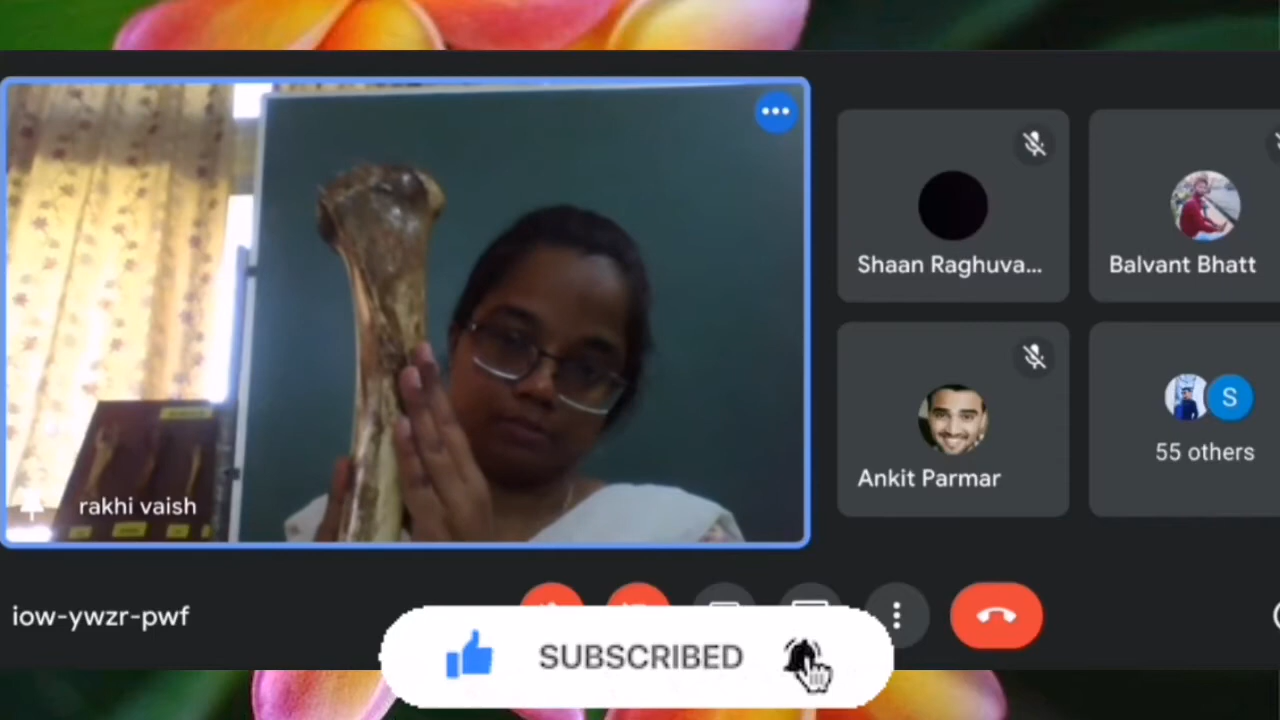 Shaan Raghuva...
Balvant Bhatt
rakhi vaish
Ankit Parmar
S
55 others
iow-ywzr-pwf
SUBSCRIBED